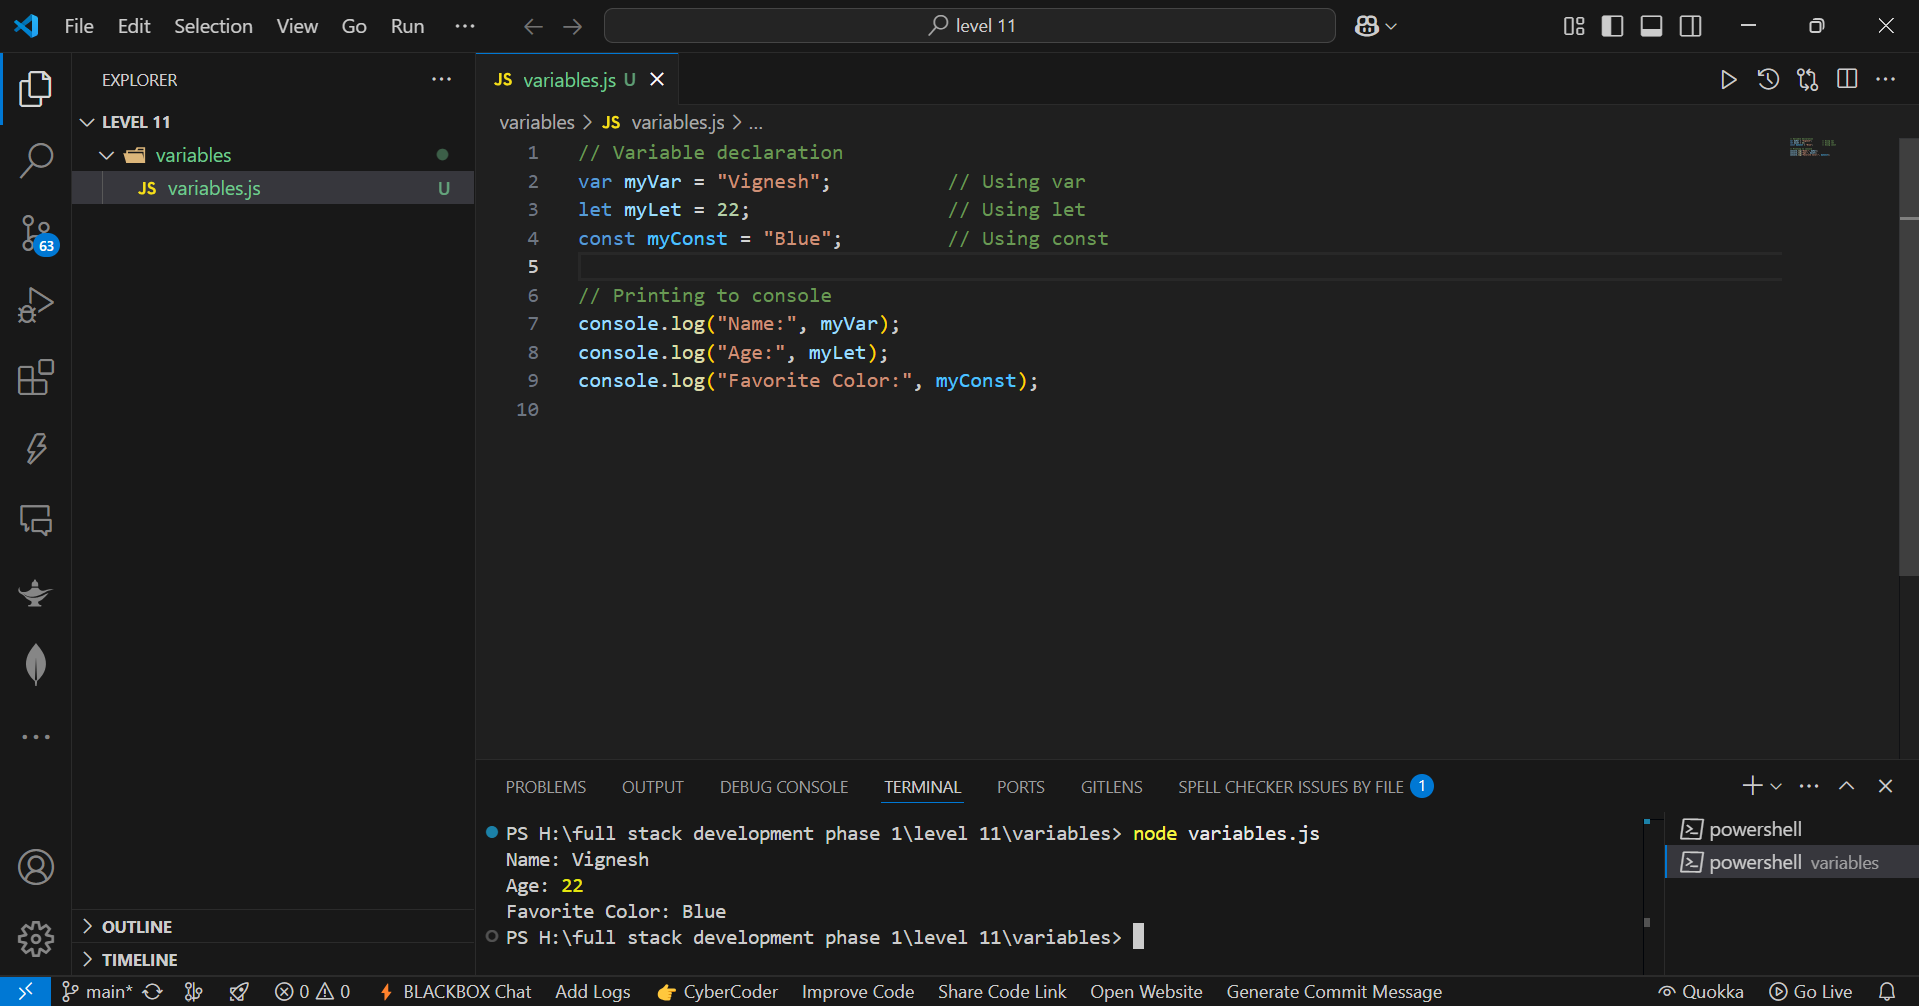 File Edit Selection View Go Run ···
level 11
EXPLORER
LEVEL 11
variables
JS variables.js U
63
OUTLINE
TIMELINE
JS variables.js U
variables > JS variables.js > ...
1 // Variable declaration
2 var myVar = "Vignesh"; // Using var
3 let myLet = 22; // Using let
4 const myConst = "Blue"; // Using const
5
6 // Printing to console
7 console.log("Name:", myVar);
8 console.log("Age:", myLet);
9 console.log("Favorite Color:", myConst);
10
PROBLEMS OUTPUT DEBUG CONSOLE TERMINAL PORTS GITLENS SPELL CHECKER ISSUES BY FILE 1
PS H:\full stack development phase 1\level 11\variables> node variables.js
Name: Vignesh
Age: 22
Favorite Color: Blue
PS H:\full stack development phase 1\level 11\variables>
powershell
powershell variables
main* 0 0 BLACKBOX Chat Add Logs 👉 CyberCoder Improve Code Share Code Link Open Website Generate Commit Message Quokka Go Live